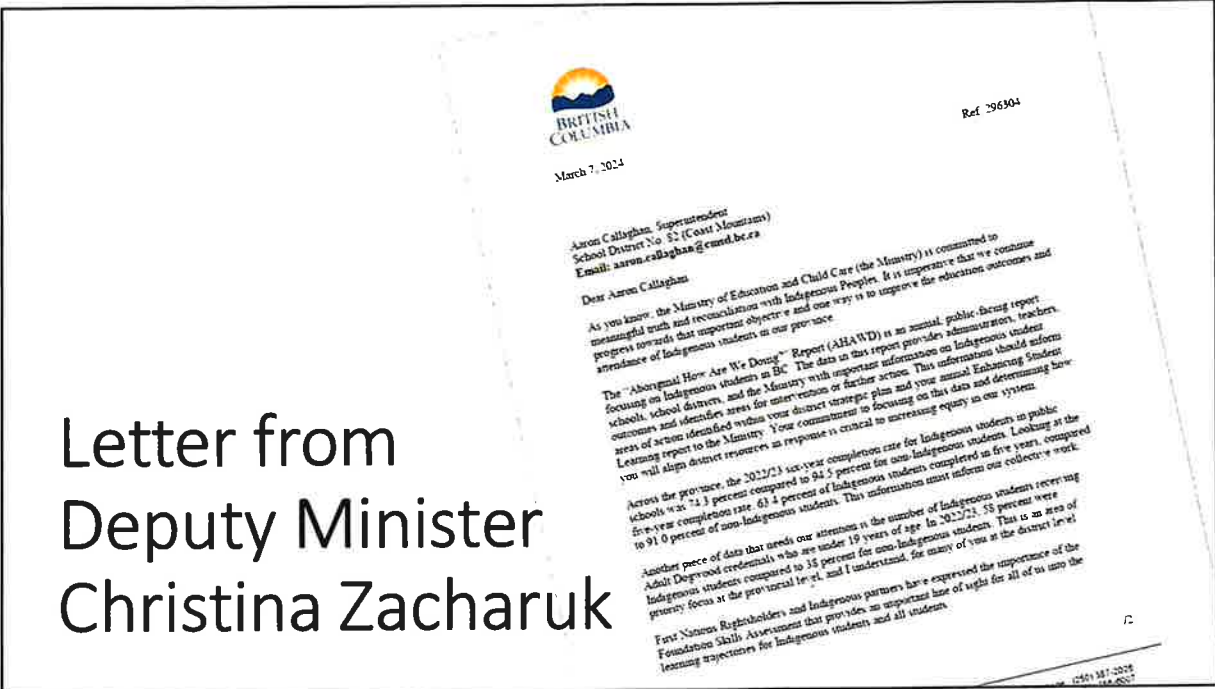 Letter from
Deputy Minister
Christina Zacharuk
BRITISH
COLUMBIA
Ref 296304
March 7, 2024
Aaron Callaghan, Superintendent
School District No. 82 (Coast Mountains)
Email: aaron.callaghan@cmsd.bc.ca
Dear Aaron Callaghan
As you know, the Ministry of Education and Child Care (the Ministry) is committed to
meaningful truth and reconciliation with Indigenous Peoples. It is imperative that we continue
progress towards that important objective and one way is to improve the education outcomes and
attendance of Indigenous students in our province
The "Aboriginal How Are We Doing" Report (AHAWD) is an annual, public-facing report
focusing on Indigenous students in BC. The data in this report provides administrators, teachers,
schools, school districts, and the Ministry with important information on Indigenous student
outcomes and identifies areas for intervention or further action. This information should inform
areas of action identified within your district strategic plan and your annual Enhancing Student
Learning report to the Ministry. Your commitment to focusing on this data and determining how
you will align district resources in response is critical to increasing equity in our system
Across the province, the 2022/23 six-year completion rate for Indigenous students in public
schools was 74.3 percent compared to 94.5 percent for non-Indigenous students. Looking at the
five-year completion rate, 63.4 percent of Indigenous students completed in five years, compared
to 91.0 percent of non-Indigenous students. This information must inform our collective work.
Another piece of data that needs our attention is the number of Indigenous students receiving
Adult Dogwood credentials who are under 19 years of age. In 2022/23, 58 percent were
Indigenous students compared to 38 percent for non-Indigenous students. This is an area of
priority focus at the provincial level, and I understand, for many of you at the district level
First Nations Rightsholders and Indigenous partners have expressed the importance of the
Foundation Skills Assessment that provides an important line of sight for all of us into the
learning trajectories for Indigenous students and all students
/2
(250) 387-2026